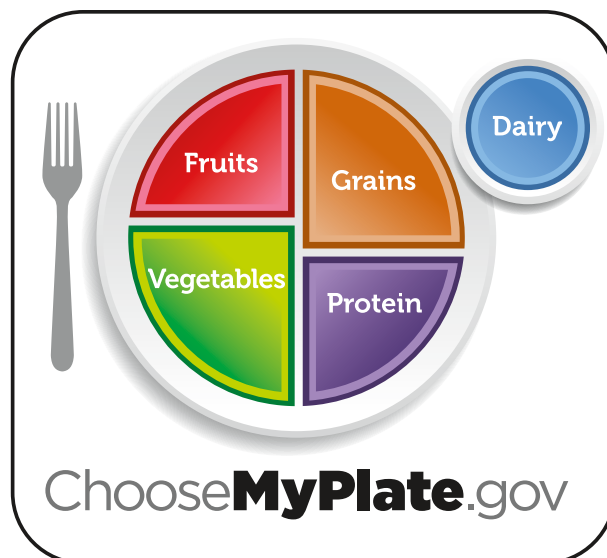 Fruits
Grains
Dairy
Vegetables
Protein
ChooseMyPlate.gov